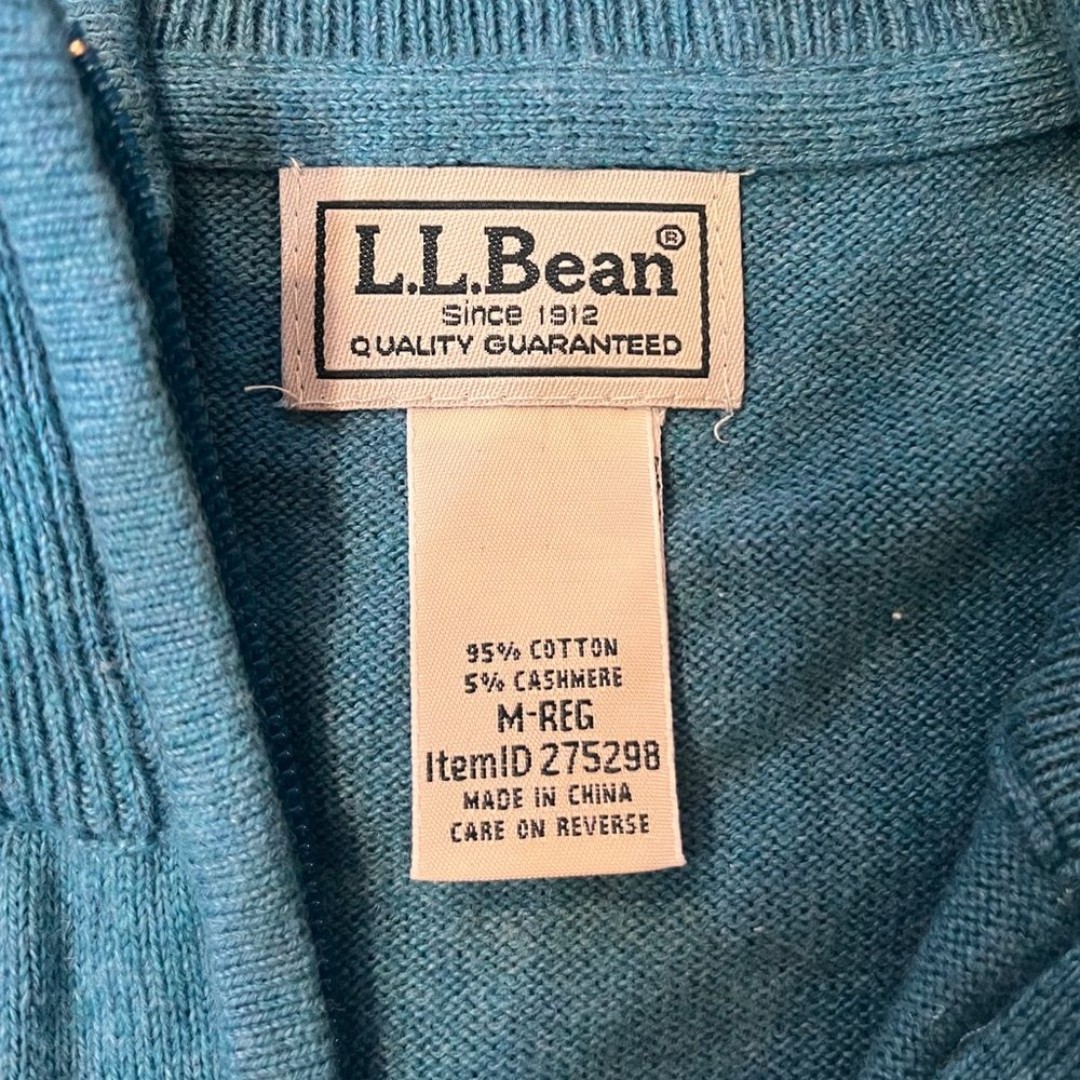 L.L.Bean®
Since 1912
QUALITY GUARANTEED
95% COTTON
5% CASHMERE
M-REG
ItemID 275298
MADE IN CHINA
CARE ON REVERSE